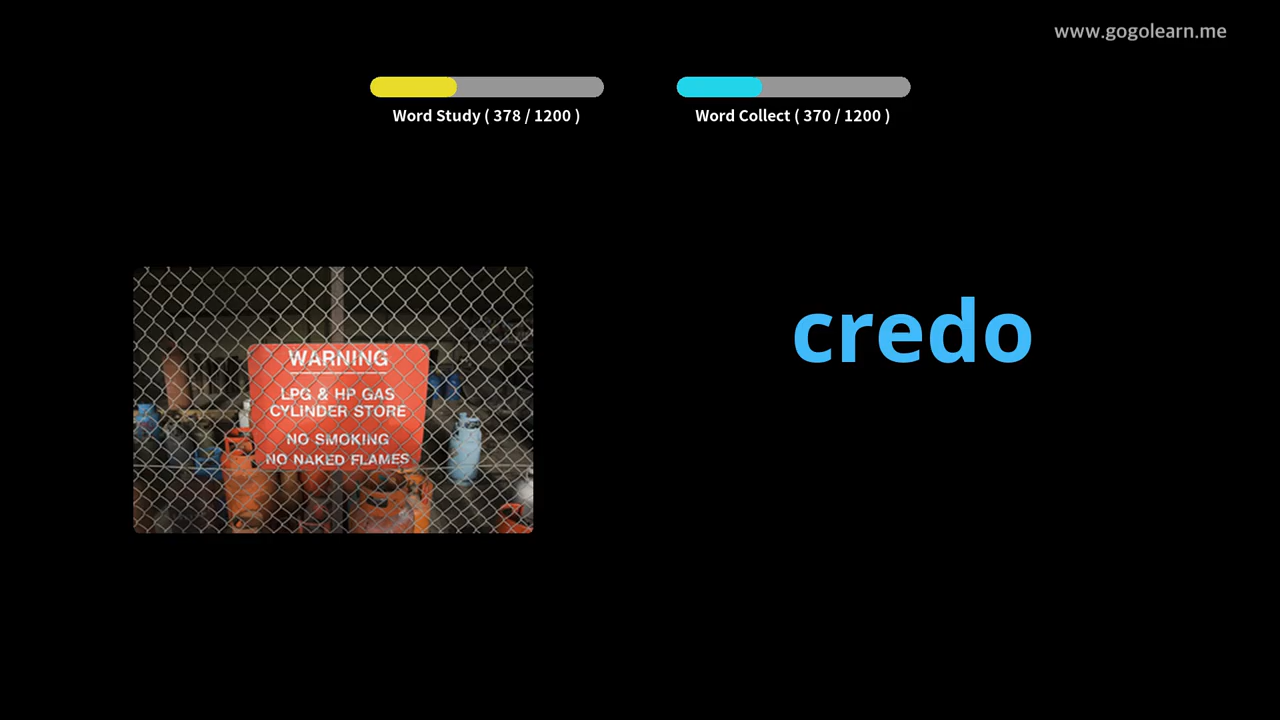 www.gogolearn.me
Word Study ( 378 / 1200 )
Word Collect ( 370 / 1200 )
WARNING
LPG & HP GAS
CYLINDER STORE
NO SMOKING
NO NAKED FLAMES
credo